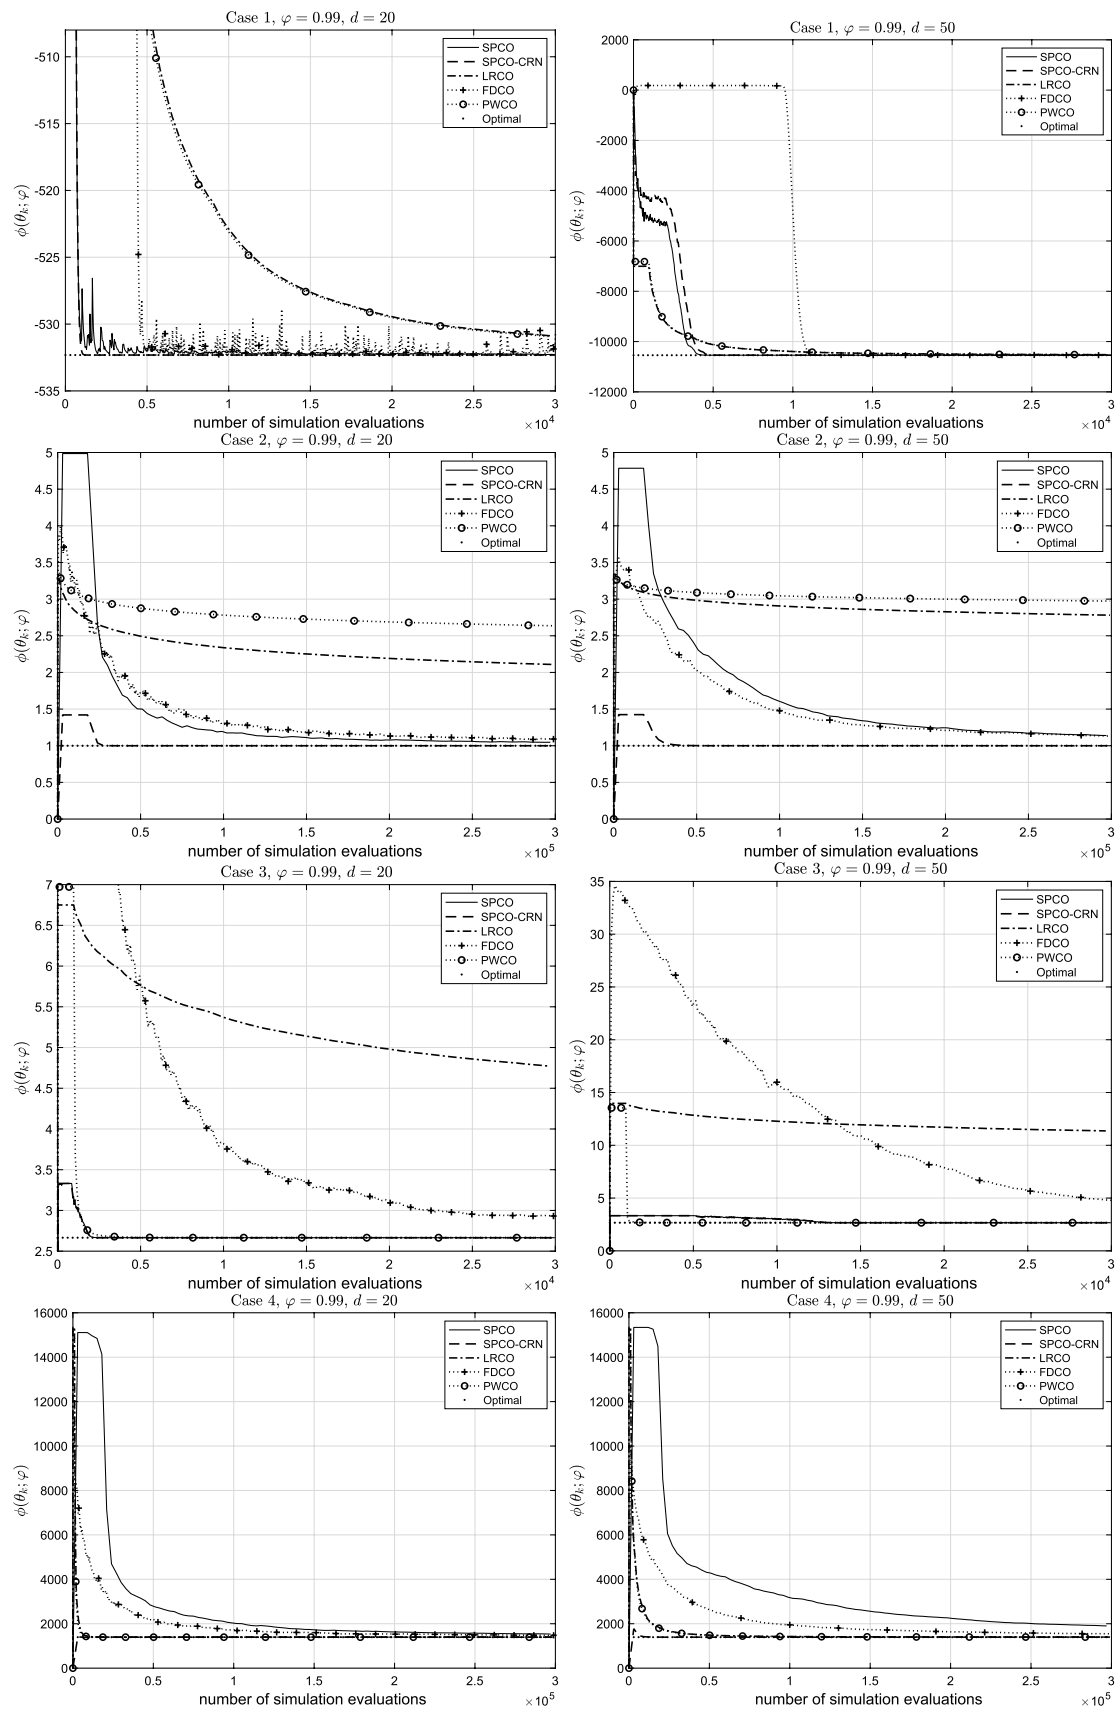 Case 1, φ = 0.99, d = 20
-510
-515
-520
-525
-530
-535
ϕ(θk; φ)
SPCO
SPCO-CRN
LRCO
FDCO
PWCO
Optimal
0 0.5 1 1.5 2 2.5 3
number of simulation evaluations
×10^4
Case 1, φ = 0.99, d = 50
2000
0
-2000
-4000
-6000
-8000
-10000
-12000
ϕ(θk; φ)
SPCO
SPCO-CRN
LRCO
FDCO
PWCO
Optimal
0 0.5 1 1.5 2 2.5 3
number of simulation evaluations
×10^4
Case 2, φ = 0.99, d = 20
5
4.5
4
3.5
3
2.5
2
1.5
1
0.5
0
ϕ(θk; φ)
SPCO
SPCO-CRN
LRCO
FDCO
PWCO
Optimal
0 0.5 1 1.5 2 2.5 3
number of simulation evaluations
×10^5
Case 2, φ = 0.99, d = 50
5
4.5
4
3.5
3
2.5
2
1.5
1
0.5
0
ϕ(θk; φ)
SPCO
SPCO-CRN
LRCO
FDCO
PWCO
Optimal
0 0.5 1 1.5 2 2.5 3
number of simulation evaluations
×10^5
Case 3, φ = 0.99, d = 20
7
6.5
6
5.5
5
4.5
4
3.5
3
2.5
ϕ(θk; φ)
SPCO
SPCO-CRN
LRCO
FDCO
PWCO
Optimal
0 0.5 1 1.5 2 2.5 3
number of simulation evaluations
×10^4
Case 3, φ = 0.99, d = 50
35
30
25
20
15
10
5
0
ϕ(θk; φ)
SPCO
SPCO-CRN
LRCO
FDCO
PWCO
Optimal
0 0.5 1 1.5 2 2.5 3
number of simulation evaluations
×10^4
Case 4, φ = 0.99, d = 20
16000
14000
12000
10000
8000
6000
4000
2000
0
ϕ(θk; φ)
SPCO
SPCO-CRN
LRCO
FDCO
PWCO
Optimal
0 0.5 1 1.5 2 2.5 3
number of simulation evaluations
×10^5
Case 4, φ = 0.99, d = 50
16000
14000
12000
10000
8000
6000
4000
2000
0
ϕ(θk; φ)
SPCO
SPCO-CRN
LRCO
FDCO
PWCO
Optimal
0 0.5 1 1.5 2 2.5 3
number of simulation evaluations
×10^5